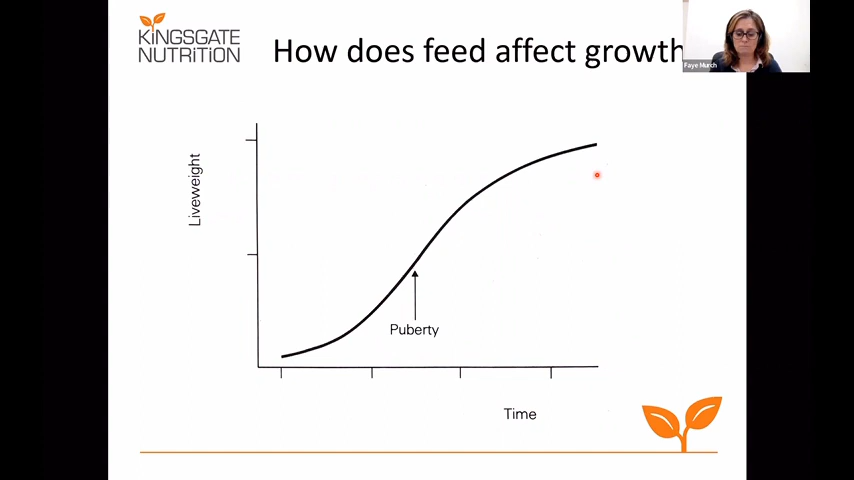 KINGSGATE
NUTRITION
How does feed affect growth
Faye Murch
Liveweight
Puberty
Time